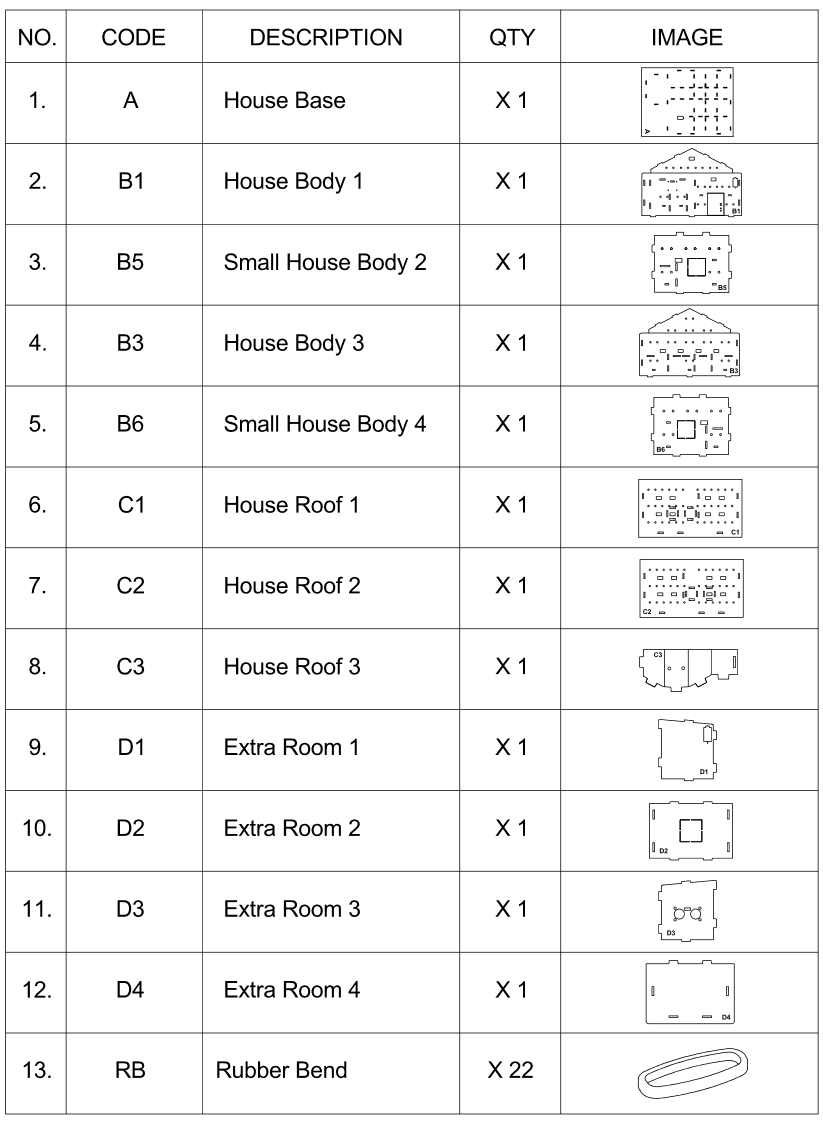 NO. CODE DESCRIPTION QTY IMAGE
1. A House Base X 1 A
2. B1 House Body 1 X 1 B1
3. B5 Small House Body 2 X 1 B5
4. B3 House Body 3 X 1 B3
5. B6 Small House Body 4 X 1 B6
6. C1 House Roof 1 X 1 C1
7. C2 House Roof 2 X 1 C2
8. C3 House Roof 3 X 1 C3
9. D1 Extra Room 1 X 1 D1
10. D2 Extra Room 2 X 1 D2
11. D3 Extra Room 3 X 1 D3
12. D4 Extra Room 4 X 1 D4
13. RB Rubber Bend X 22